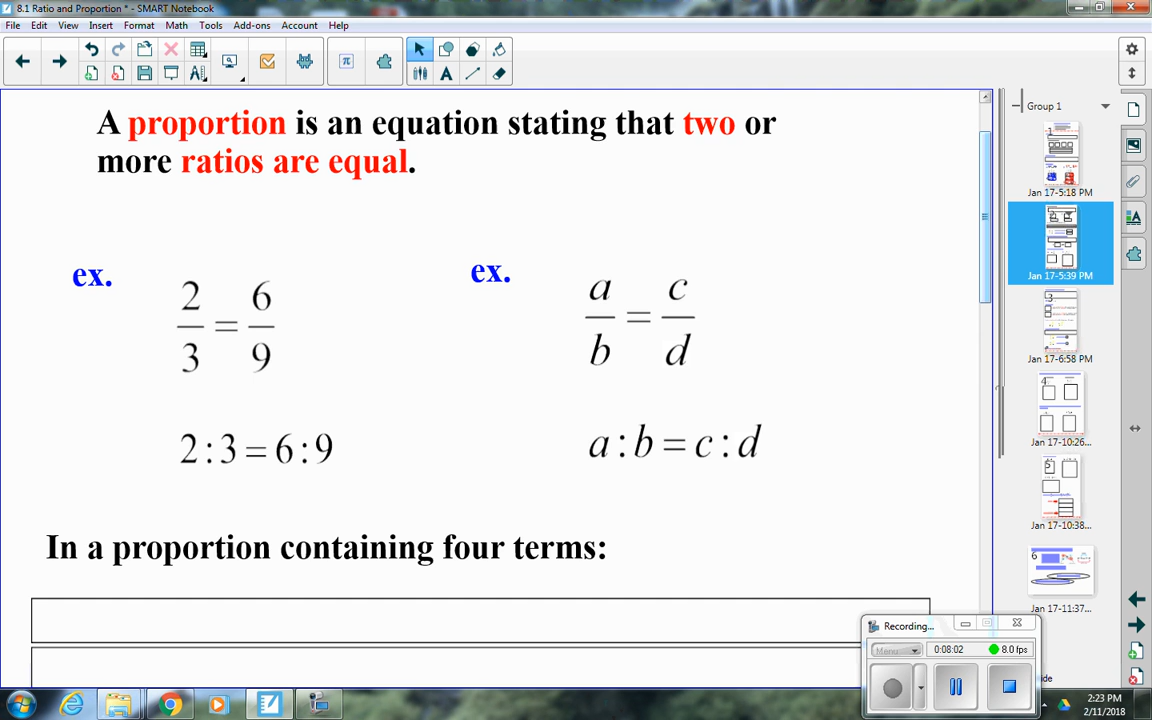 8.1 Ratio and Proportion * - SMART Notebook
File Edit View Insert Format Math Tools Add-ons Account Help
A proportion is an equation stating that two or
more ratios are equal.
ex.
2/3 = 6/9
2:3=6:9
ex.
a/b = c/d
a:b=c:d
In a proportion containing four terms:
Group 1
Jan 17-5:18 PM
Jan 17-5:39 PM
Jan 17-6:58 PM
Jan 17-10:26...
Jan 17-10:38...
Jan 17-11:37...
Recording...
Menu
0:08:02
8.0 fps
2:23 PM
2/11/2018